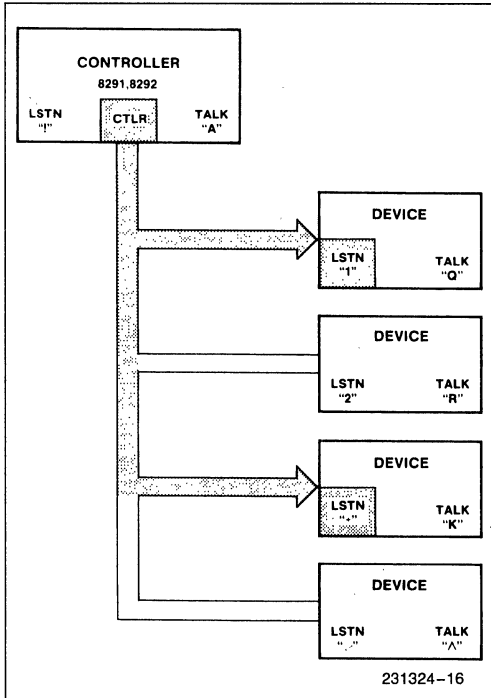 CONTROLLER
8291,8292
LSTN
"!"
CTLR
TALK
"A"
DEVICE
LSTN
"1"
TALK
"Q"
DEVICE
LSTN
"2"
TALK
"R"
DEVICE
LSTN
"+"
TALK
"K"
DEVICE
LSTN
TALK
"^"
231324–16